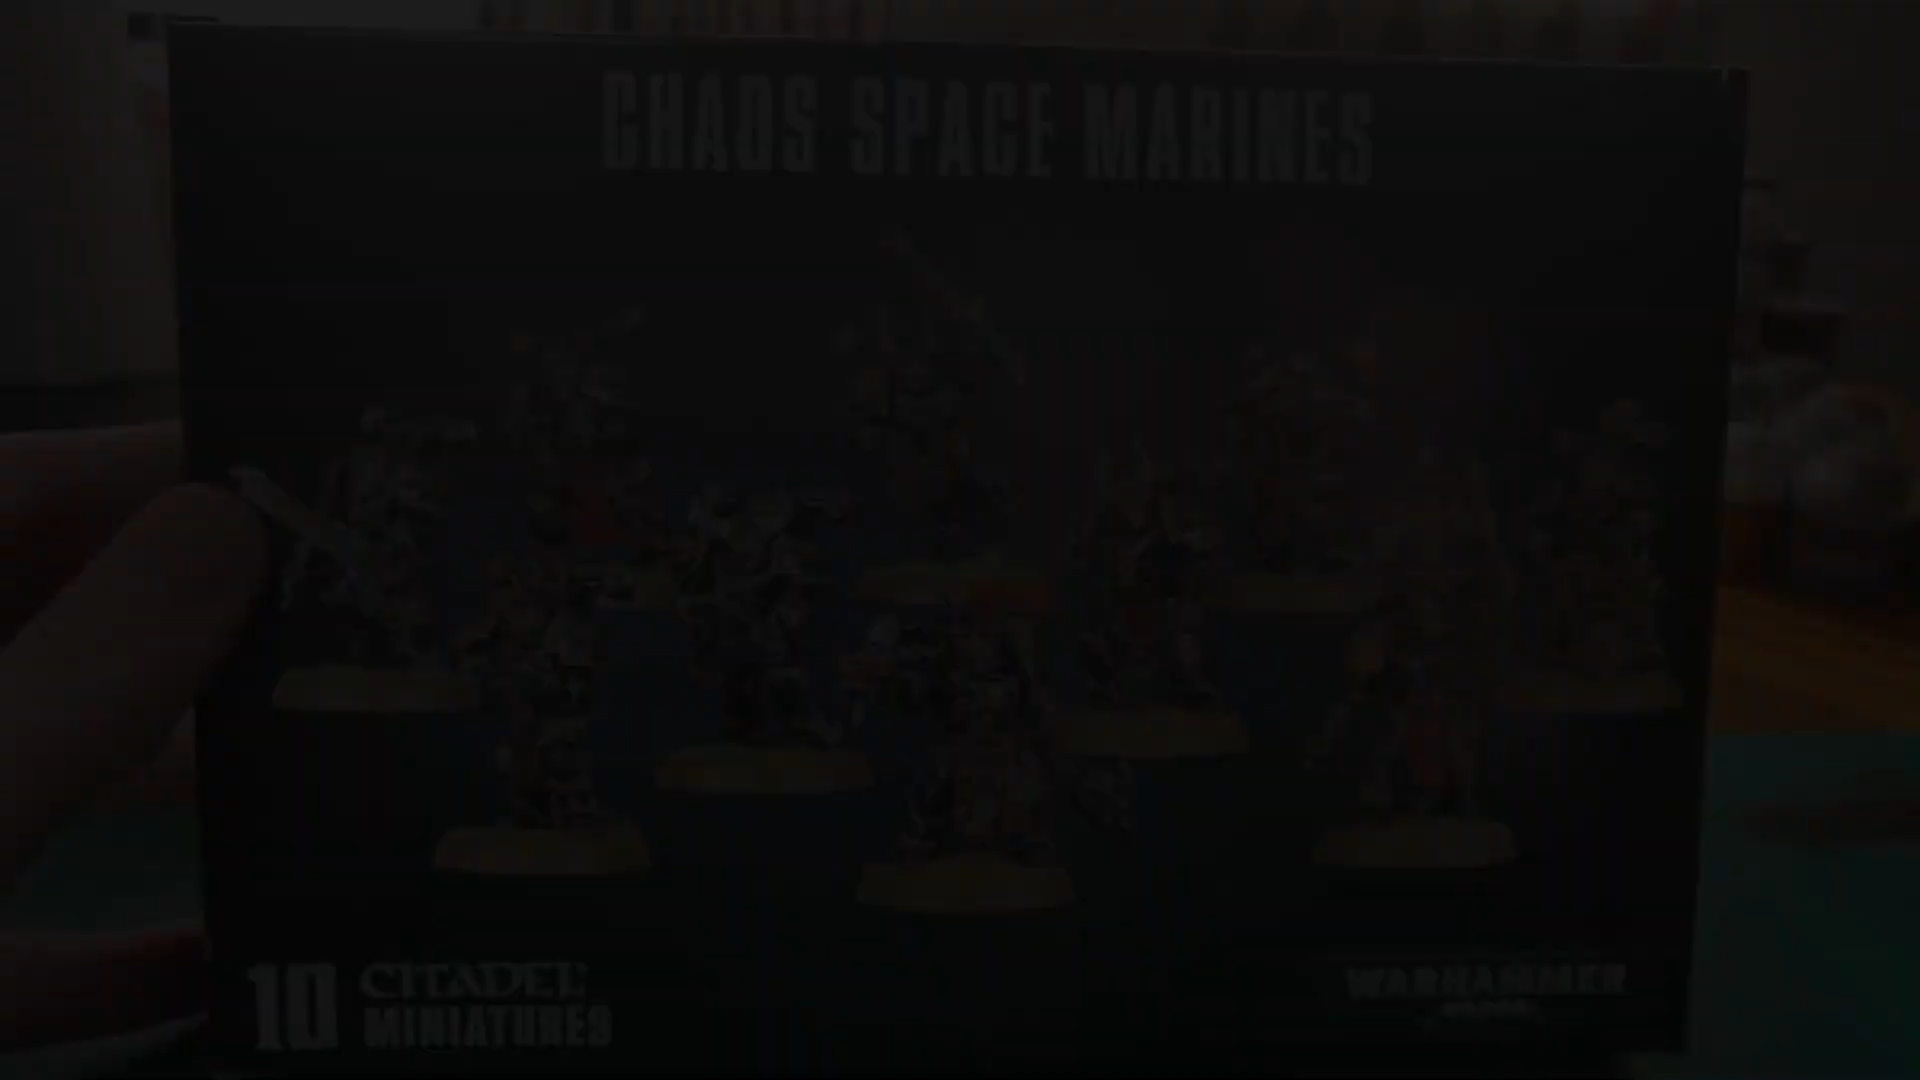 CHAOS SPACE MARINES
10 CITADEL
MINIATURES
WARHAMMER